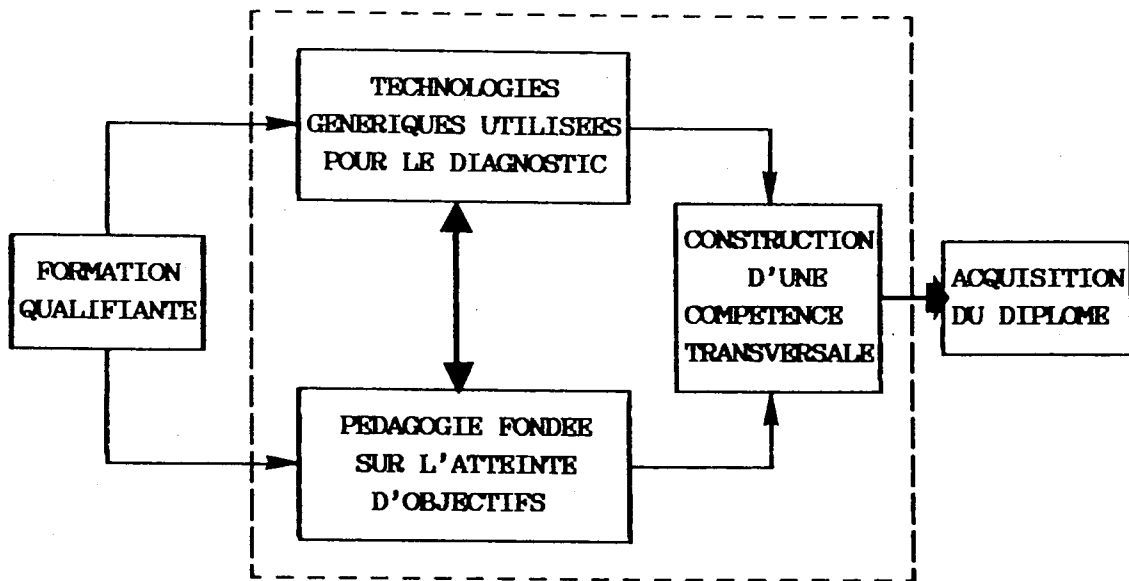 TECHNOLOGIES
GENERIQUES UTILISEES
POUR LE DIAGNOSTIC
FORMATION
QUALIFIANTE
PEDAGOGIE FONDEE
SUR L'ATTEINTE
D'OBJECTIFS
CONSTRUCTION
D'UNE
COMPETENCE
TRANSVERSALE
ACQUISITION
DU DIPLOME